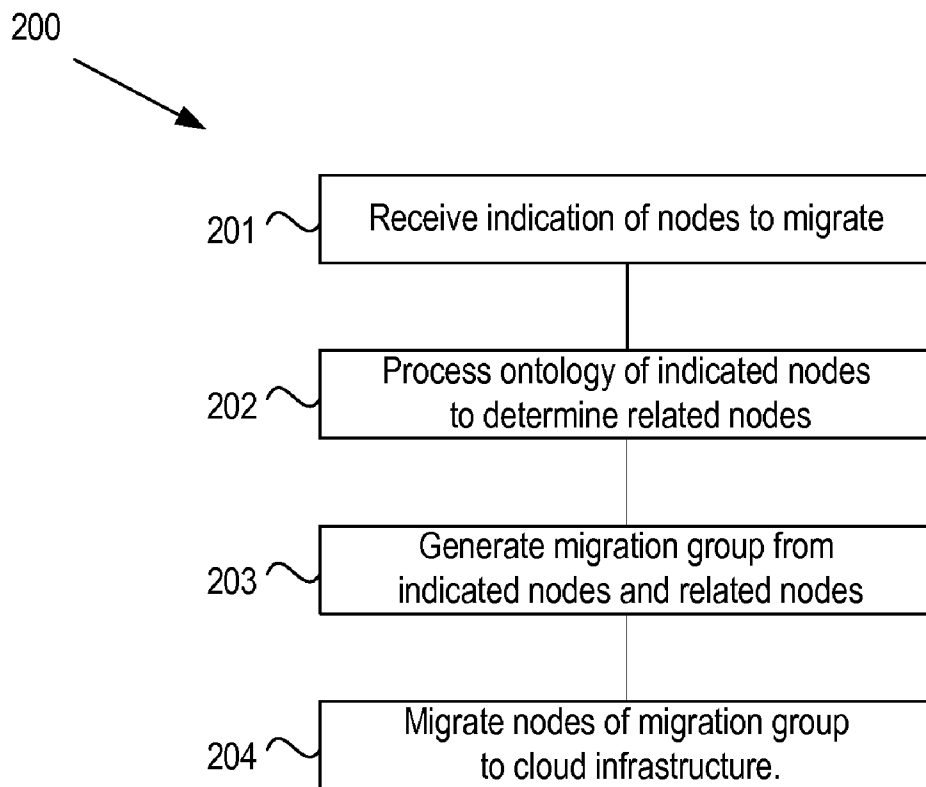 200
201
Receive indication of nodes to migrate
202
Process ontology of indicated nodes
to determine related nodes
203
Generate migration group from
indicated nodes and related nodes
204
Migrate nodes of migration group
to cloud infrastructure.